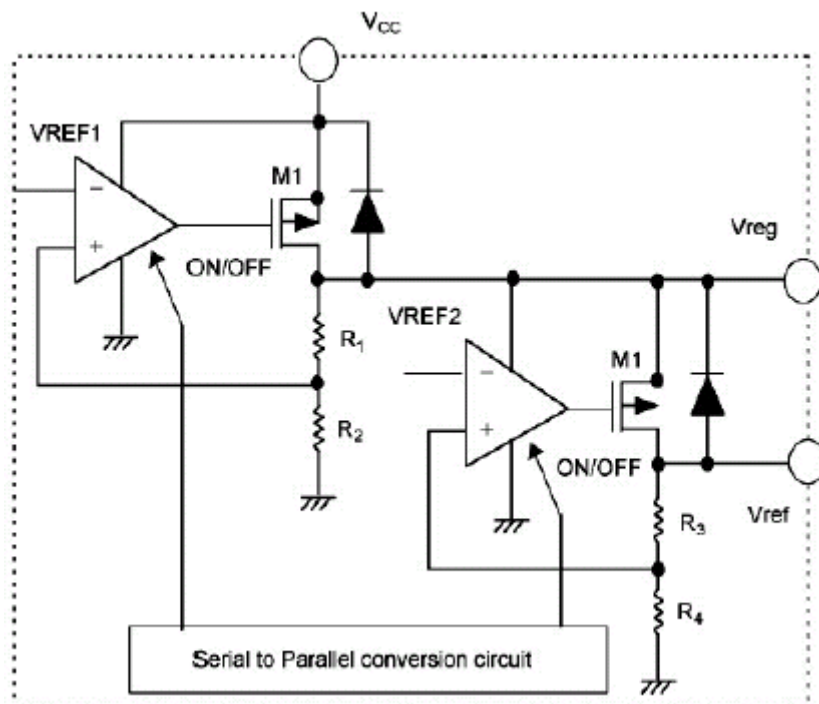 V_CC
VREF1
−
+
M1
ON/OFF
Vreg
R₁
VREF2
R₂
−
+
M1
ON/OFF
Vref
R₃
R₄
Serial to Parallel conversion circuit